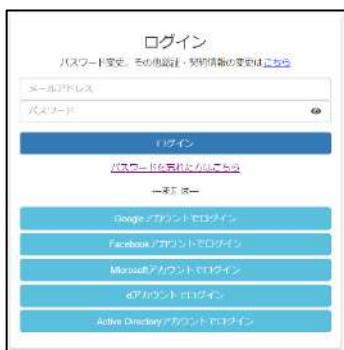 ログイン
パスワード変更、その他認証・契約情報の変更はこちら
メールアドレス
パスワード
ログイン
パスワードを忘れた方はこちら
---または---
Googleアカウントでログイン
Facebookアカウントでログイン
Microsoftアカウントでログイン
dアカウントでログイン
Active Directoryアカウントでログイン